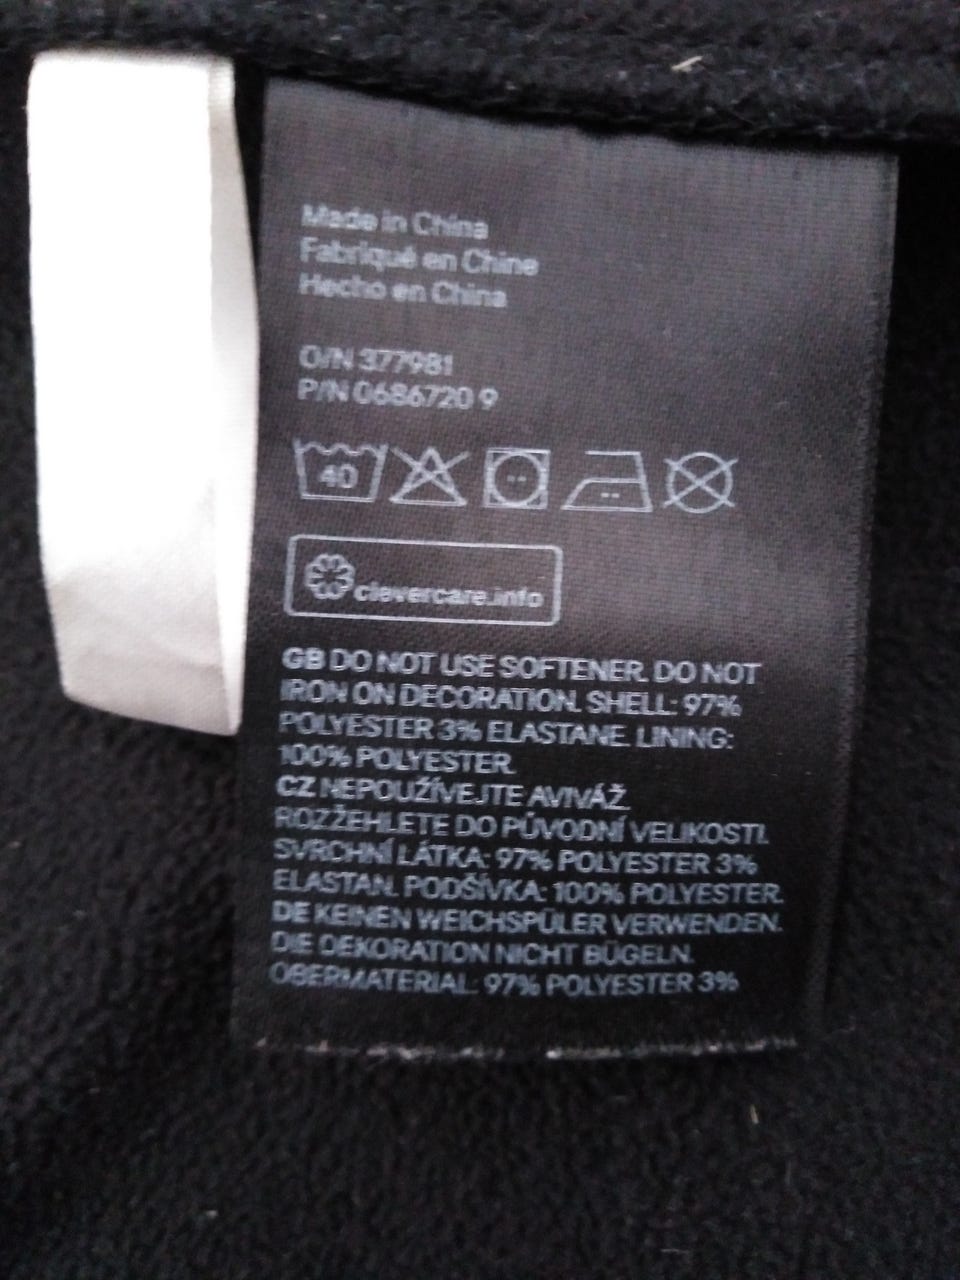 Made in China
Fabriqué en Chine
Hecho en China
O/N 377981
P/N 0686720 9
40
clevercare.info
GB DO NOT USE SOFTENER. DO NOT
IRON ON DECORATION. SHELL: 97%
POLYESTER 3% ELASTANE. LINING:
100% POLYESTER.
CZ NEPOUŽÍVEJTE AVIVÁŽ.
ROZŽEHLETE DO PŮVODNÍ VELIKOSTI.
SVRCHNÍ LÁTKA: 97% POLYESTER 3%
ELASTAN. PODŠÍVKA: 100% POLYESTER.
DE KEINEN WEICHSPÜLER VERWENDEN.
DIE DEKORATION NICHT BÜGELN.
OBERMATERIAL: 97% POLYESTER 3%